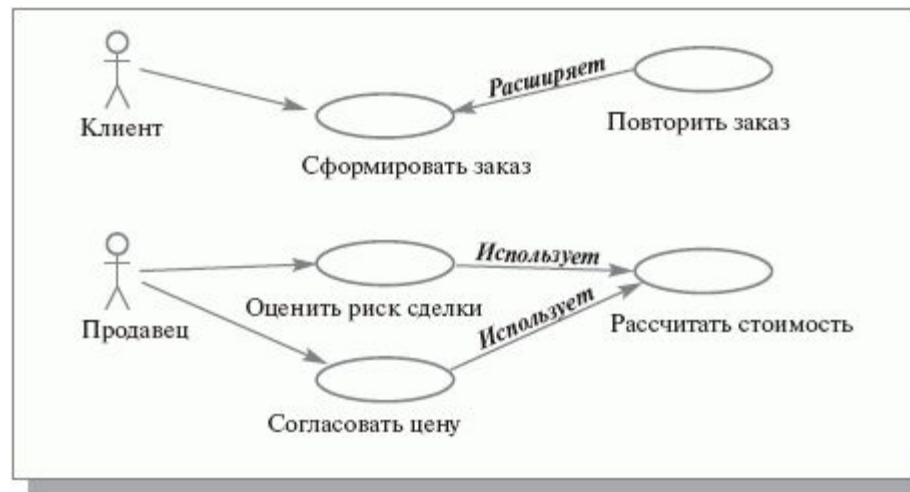 Расширяет
Клиент
Повторить заказ
Сформировать заказ
Использует
Оценить риск сделки
Использует
Продавец
Рассчитать стоимость
Согласовать цену